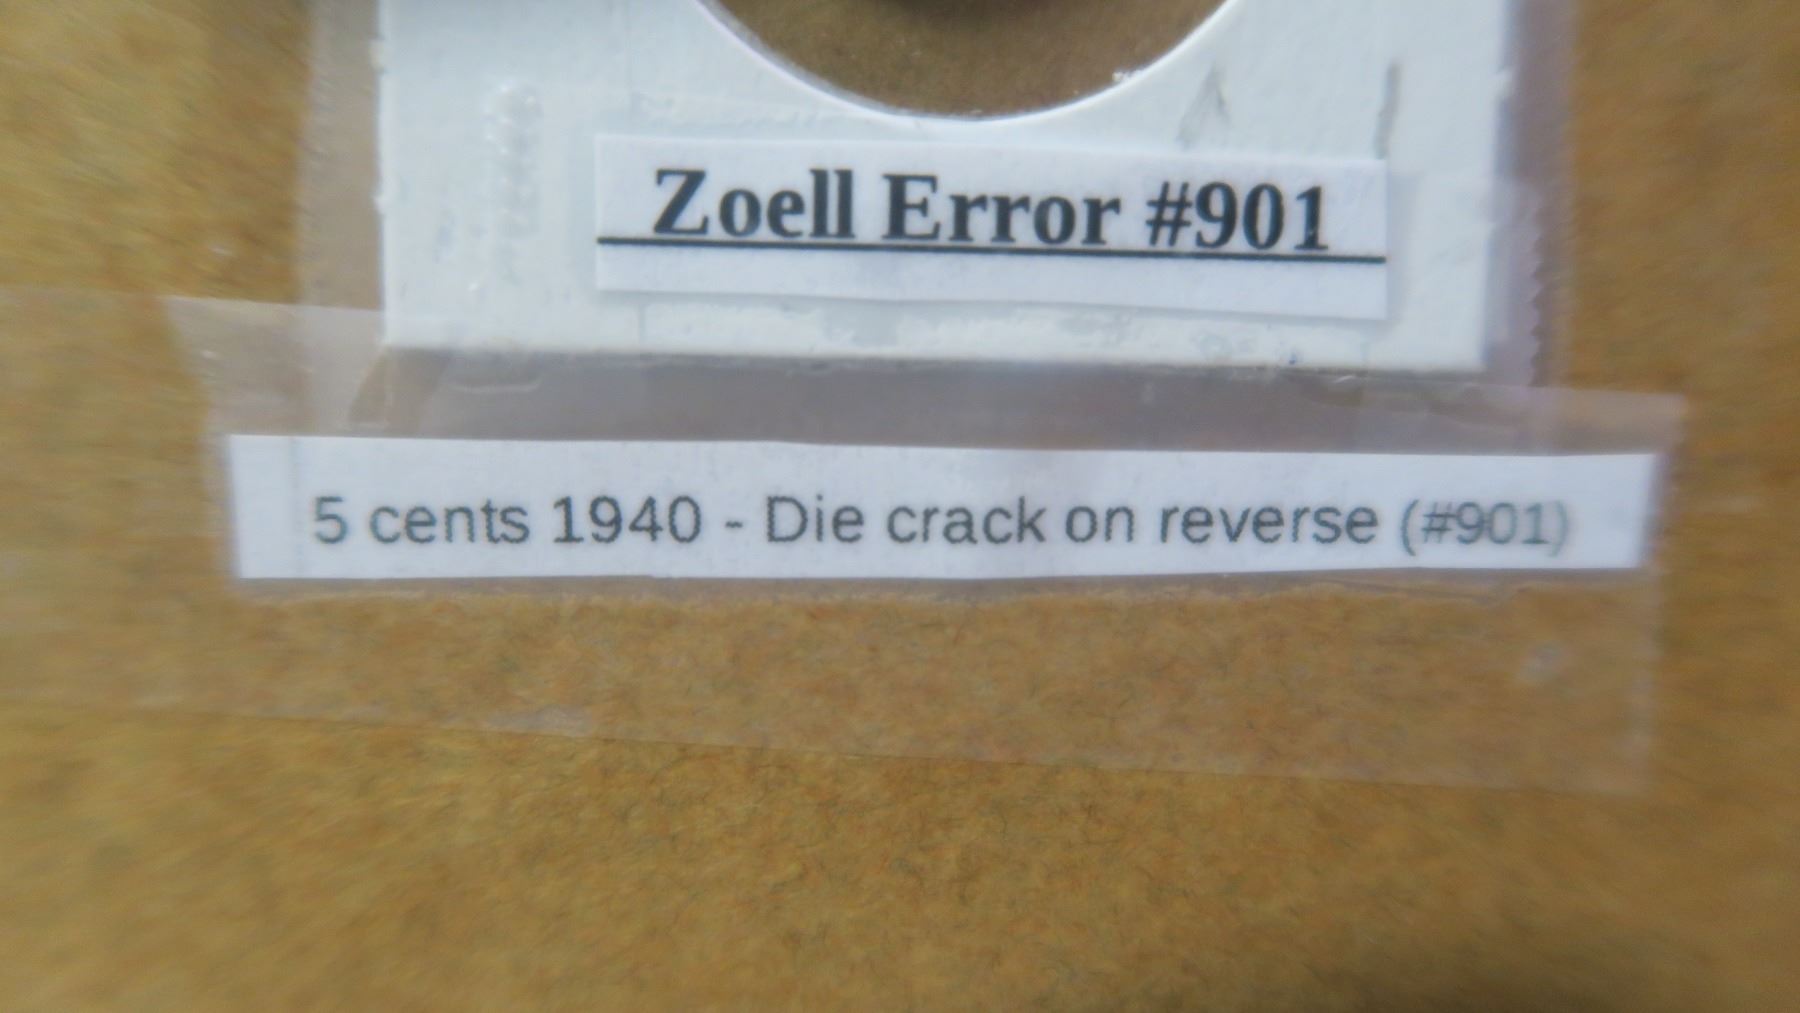 Zoell Error #901
5 cents 1940 - Die crack on reverse (#901)